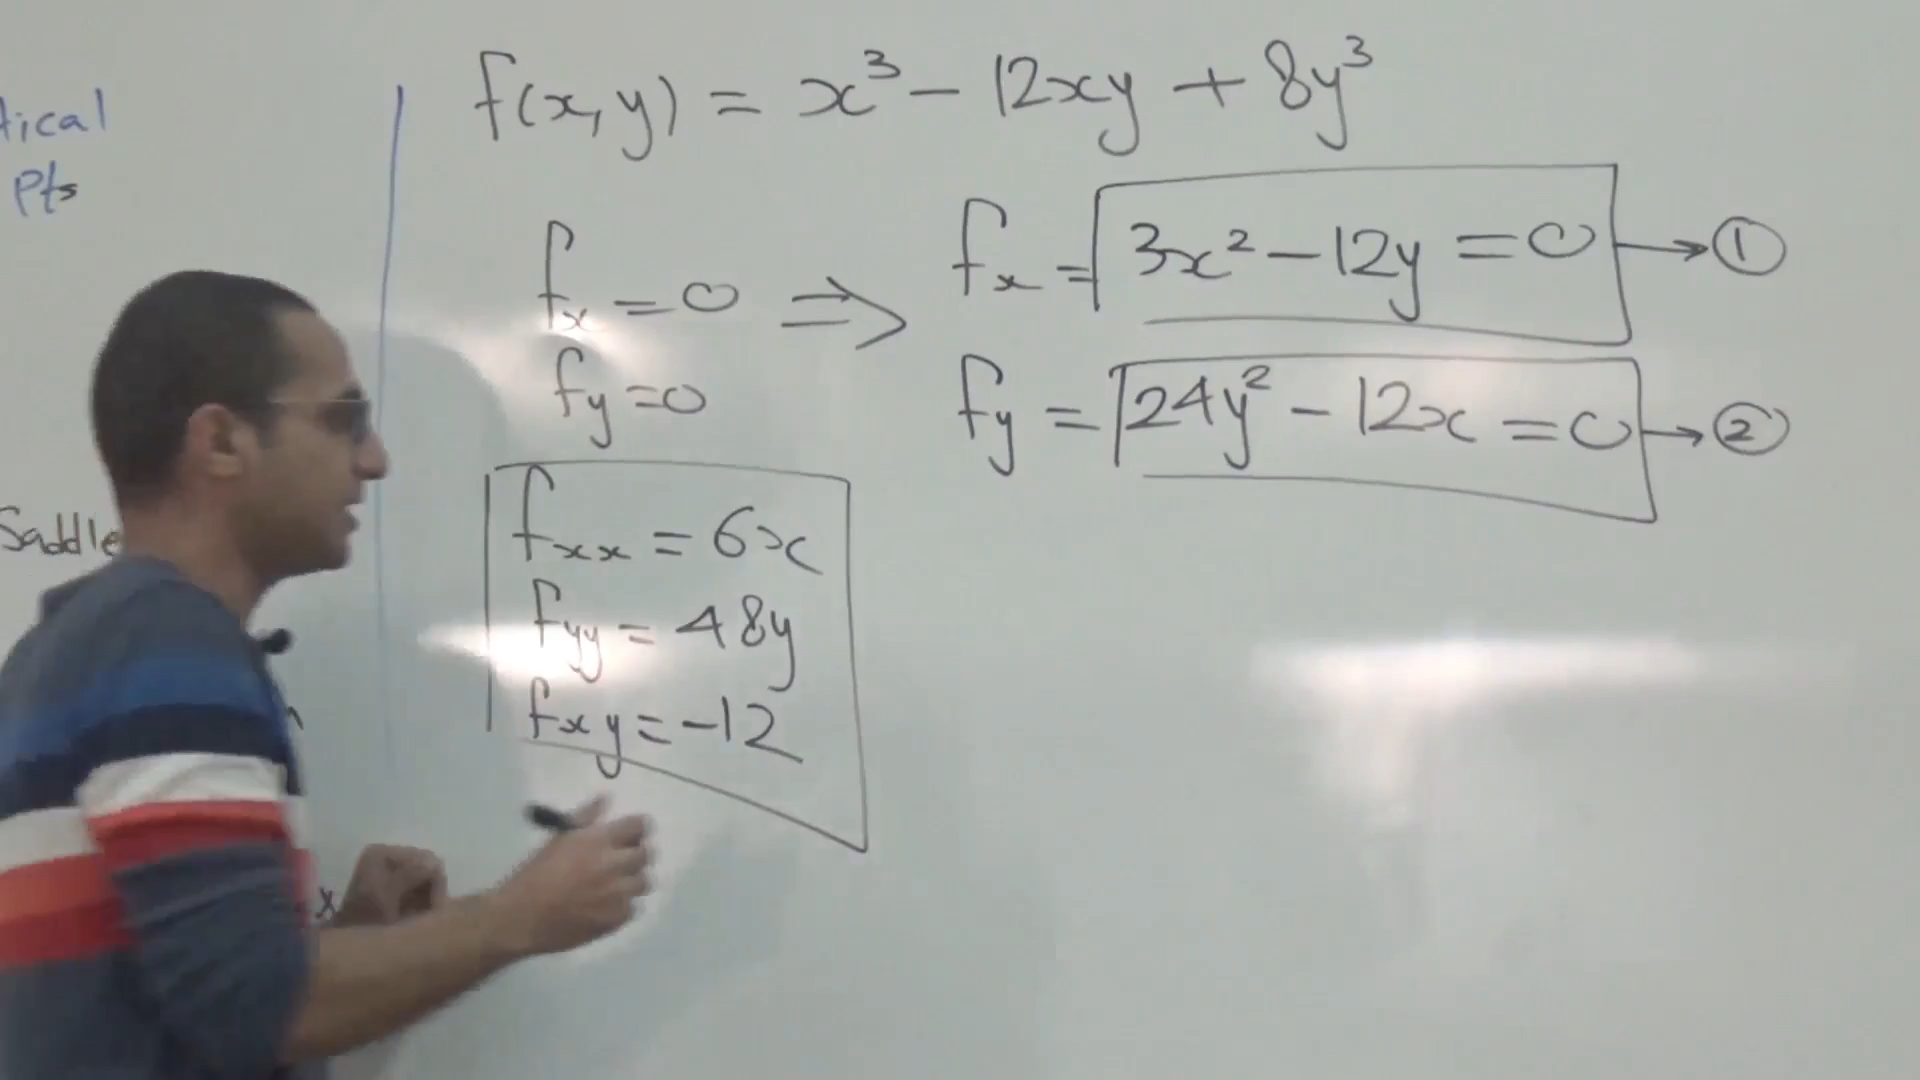 f(x,y) = x³ - 12xy + 8y³
Pts
fx = 0 ⇒ fx = 3x² - 12y = 0 → ①
fy = 0
fy = 24y² - 12x = 0 → ②
Saddle
fxx = 6x
fyy = 48y
fxy = -12
x